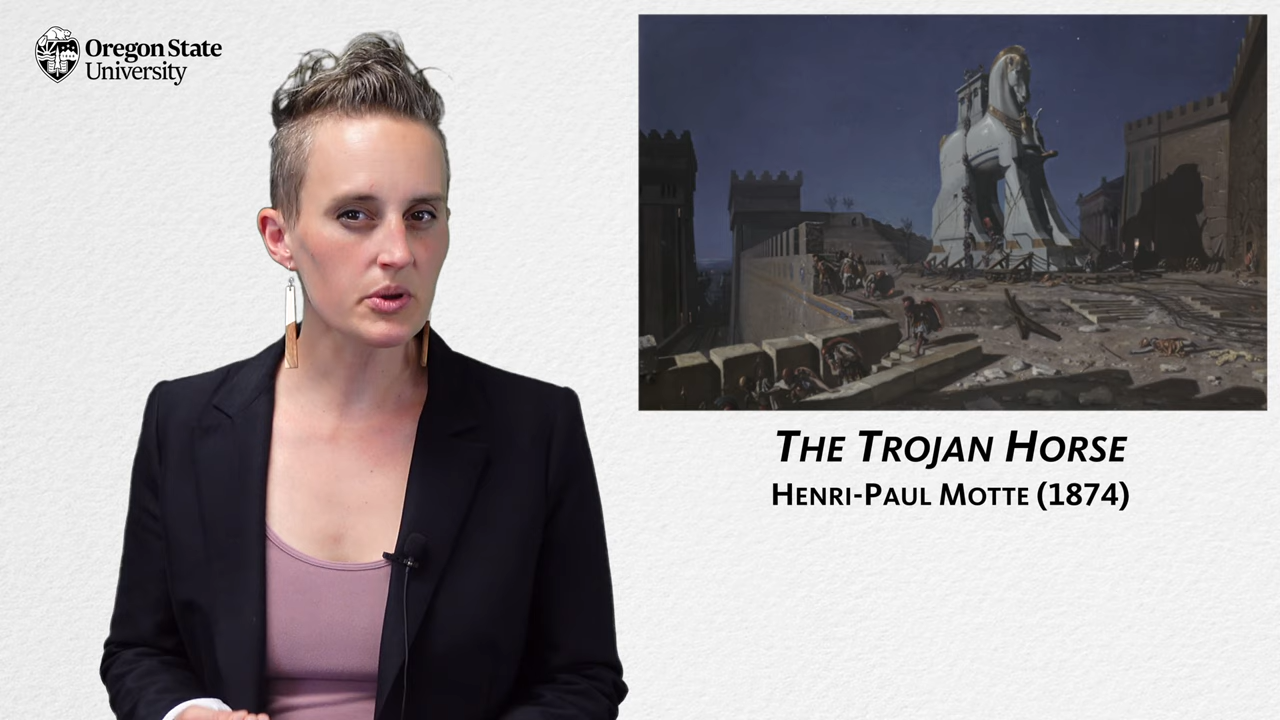 Oregon State
University
THE TROJAN HORSE
HENRI-PAUL MOTTE (1874)